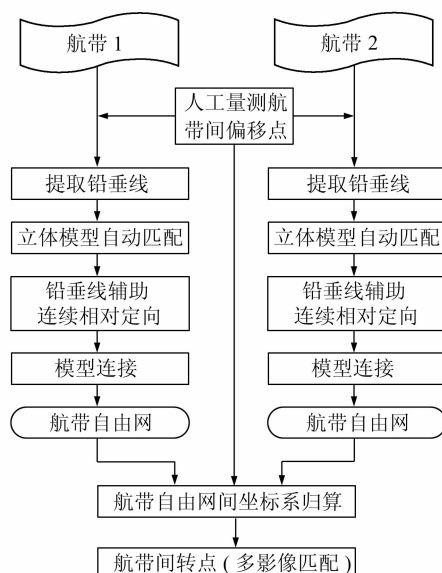 航带 1
航带 2
人工量测航
带间偏移点
提取铅垂线
提取铅垂线
立体模型自动匹配
立体模型自动匹配
铅垂线辅助
连续相对定向
铅垂线辅助
连续相对定向
模型连接
模型连接
航带自由网
航带自由网
航带自由网间坐标系归算
航带间转点 ( 多影像匹配 )